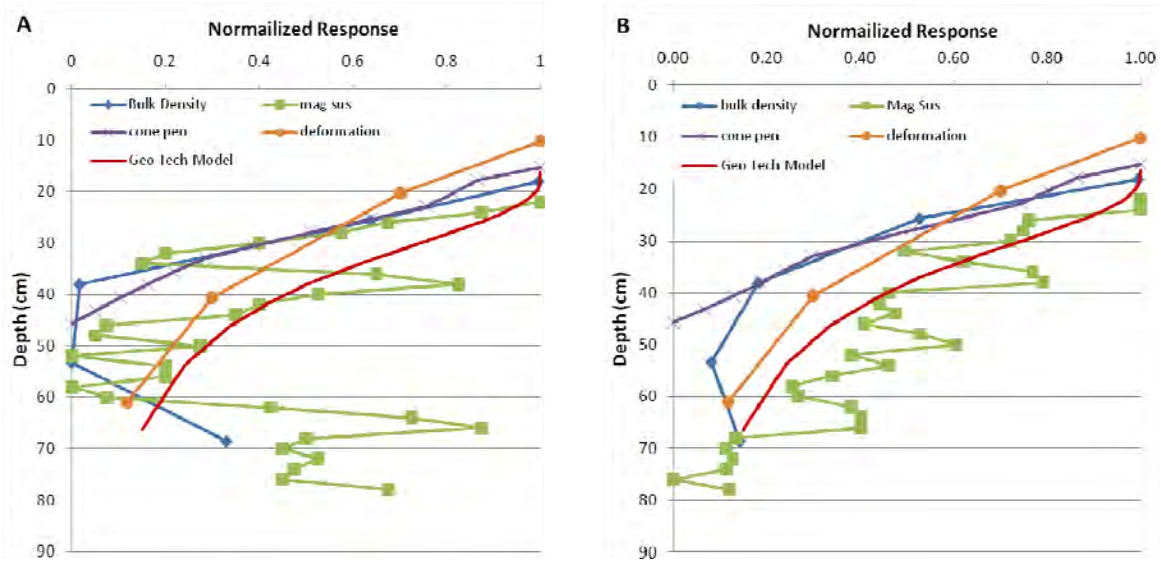 A
Normailized Response
0 0.2 0.4 0.6 0.8 1
0
10
20
30
40
50
60
70
80
90
Depth (cm)
Bulk Density
mag sus
cone pen
deformation
Geo Tech Model
B
Normailized Response
0.00 0.20 0.40 0.60 0.80 1.00
0
10
20
30
40
50
60
70
80
90
Depth (cm)
bulk density
Mag Sus
cone pen
deformation
Geo Tech Model